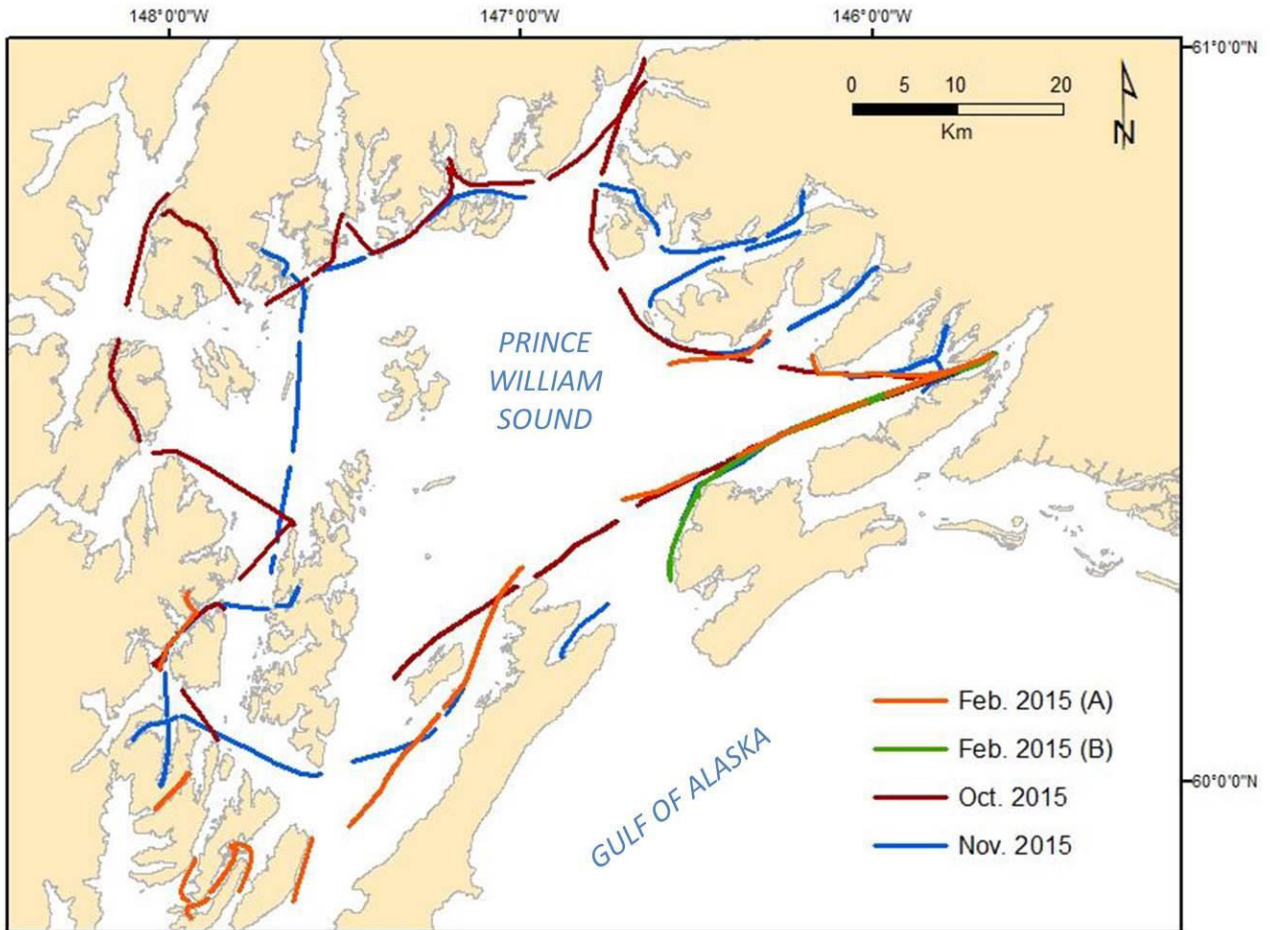 148°0'0"W
147°0'0"W
146°0'0"W
61°0'0"N
0 5 10 20
Km
N
PRINCE
WILLIAM
SOUND
Feb. 2015 (A)
Feb. 2015 (B)
Oct. 2015
Nov. 2015
GULF OF ALASKA
60°0'0"N